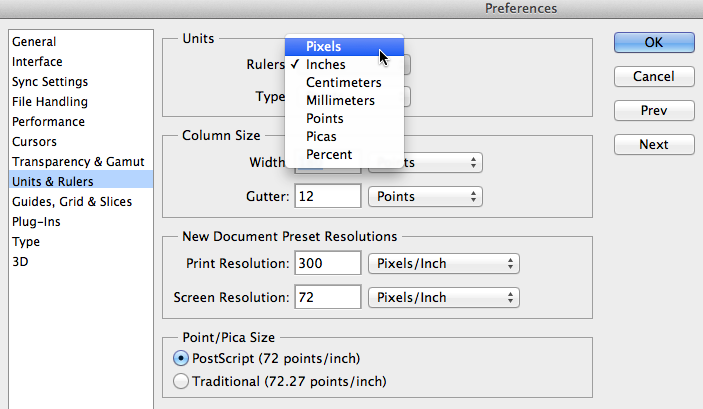 Preferences
General
Interface
Sync Settings
File Handling
Performance
Cursors
Transparency & Gamut
Units & Rulers
Guides, Grid & Slices
Plug-Ins
Type
3D
Units
Rulers
Type
Pixels
✓ Inches
Centimeters
Millimeters
Points
Picas
Percent
Column Size
Width
Gutter: 12 Points
New Document Preset Resolutions
Print Resolution: 300 Pixels/Inch
Screen Resolution: 72 Pixels/Inch
Point/Pica Size
PostScript (72 points/inch)
Traditional (72.27 points/inch)
OK
Cancel
Prev
Next